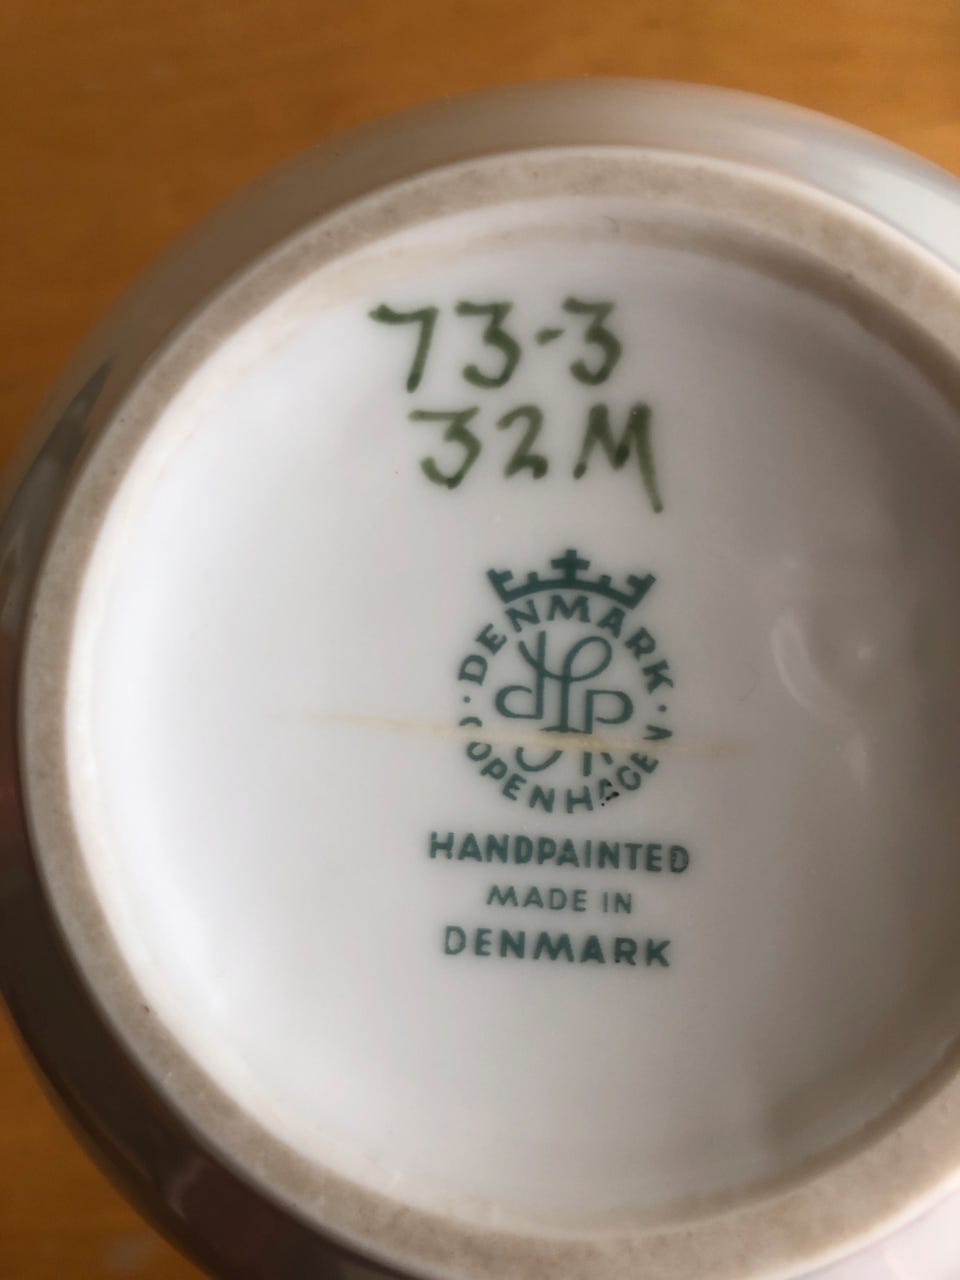 73-3
32M
DENMARK
COPENHAGEN
HANDPAINTED
MADE IN
DENMARK